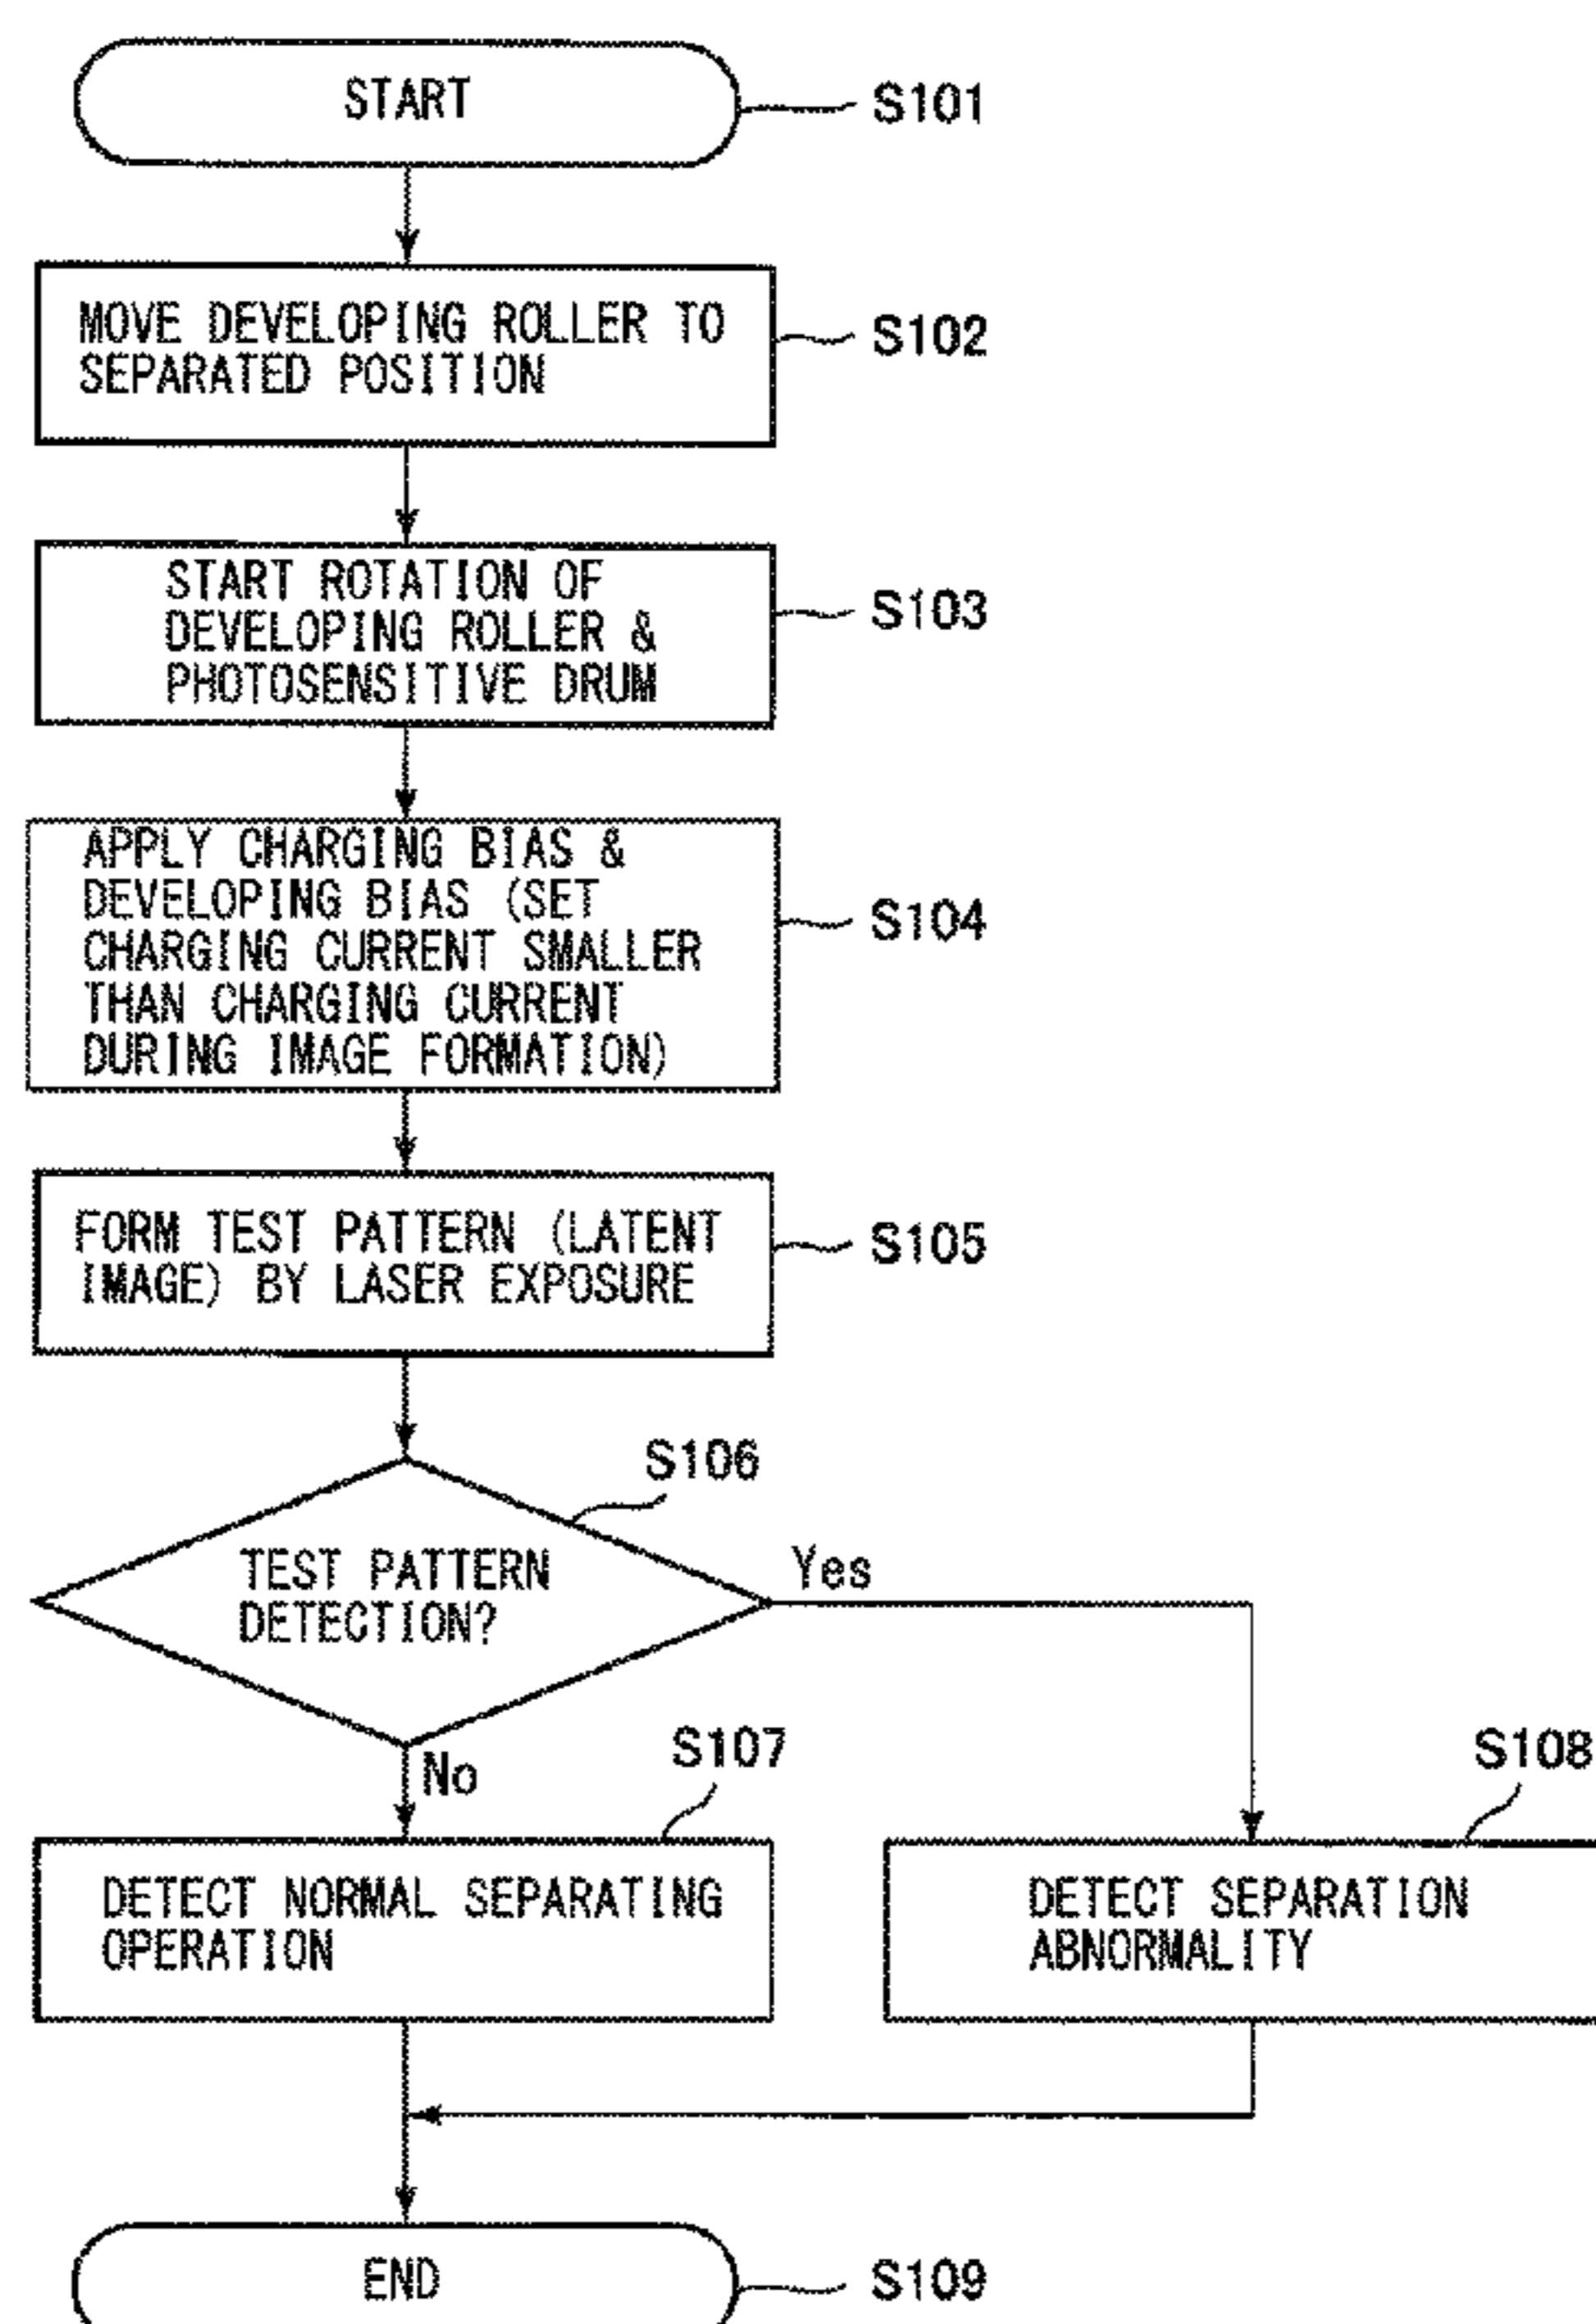 START
S101
MOVE DEVELOPING ROLLER TO
SEPARATED POSITION
S102
START ROTATION OF
DEVELOPING ROLLER &
PHOTOSENSITIVE DRUM
S103
APPLY CHARGING BIAS &
DEVELOPING BIAS (SET
CHARGING CURRENT SMALLER
THAN CHARGING CURRENT
DURING IMAGE FORMATION)
S104
FORM TEST PATTERN (LATENT
IMAGE) BY LASER EXPOSURE
S105
S106
TEST PATTERN
DETECTION?
Yes
No
S107
DETECT NORMAL SEPARATING
OPERATION
S108
DETECT SEPARATION
ABNORMALITY
END
S109